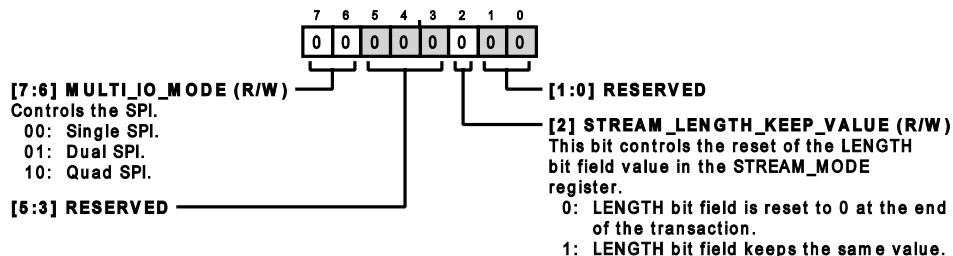 7 6 5 4 3 2 1 0
0 0 0 0 0 0 0 0
[7:6] MULTI_IO_MODE (R/W)
Controls the SPI.
00: Single SPI.
01: Dual SPI.
10: Quad SPI.
[5:3] RESERVED
[1:0] RESERVED
[2] STREAM_LENGTH_KEEP_VALUE (R/W)
This bit controls the reset of the LENGTH
bit field value in the STREAM_MODE
register.
0: LENGTH bit field is reset to 0 at the end
of the transaction.
1: LENGTH bit field keeps the same value.